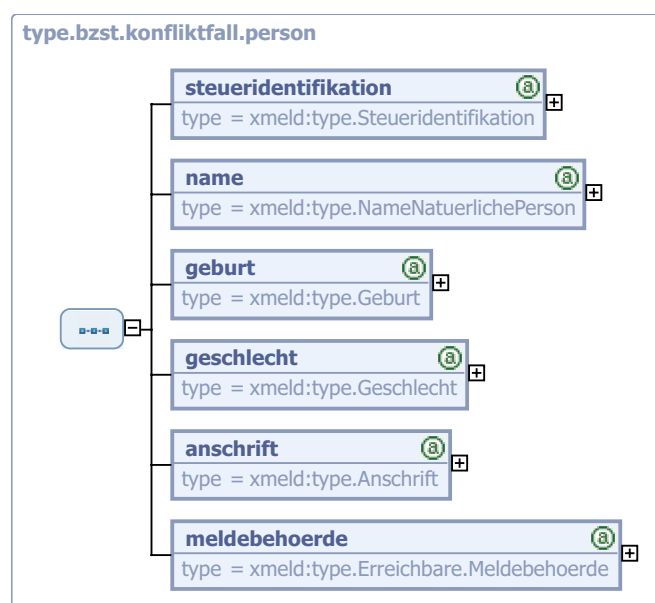 type.bzst.konfliktfall.person
steueridentifikation
type = xmeld:type.Steueridentifikation
name
type = xmeld:type.NameNatuerlichePerson
geburt
type = xmeld:type.Geburt
geschlecht
type = xmeld:type.Geschlecht
anschrift
type = xmeld:type.Anschrift
meldebehoerde
type = xmeld:type.Erreichbare.Meldebehoerde